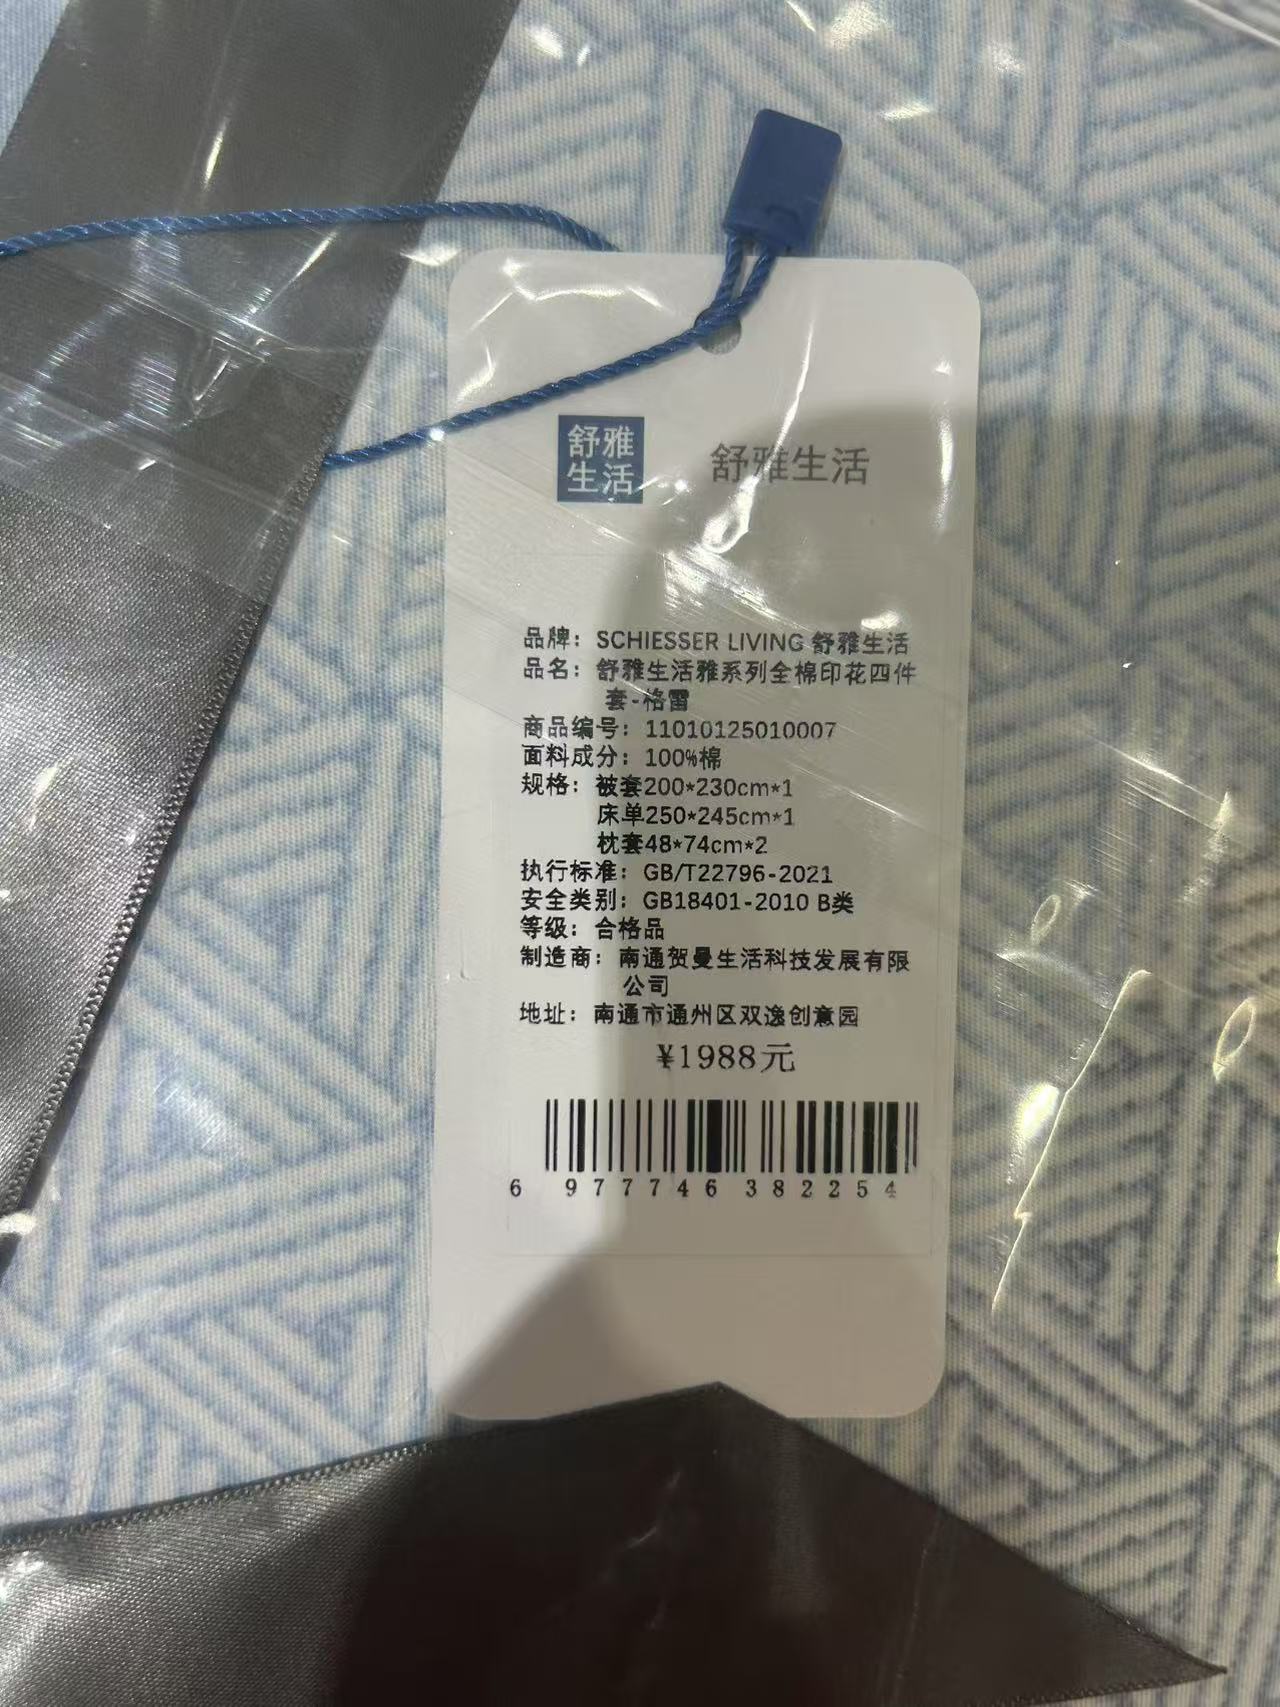 舒雅
生活
舒雅生活
品牌：SCHIESSER LIVING 舒雅生活
品名：舒雅生活雅系列全棉印花四件
套-格雷
商品编号：11010125010007
面料成分：100%棉
规格：被套200*230cm*1
床单250*245cm*1
枕套48*74cm*2
执行标准：GB/T22796-2021
安全类别：GB18401-2010 B类
等级：合格品
制造商：南通贺曼生活科技发展有限
公司
地址：南通市通州区双逸创意园
¥1988元
6 977746 382254